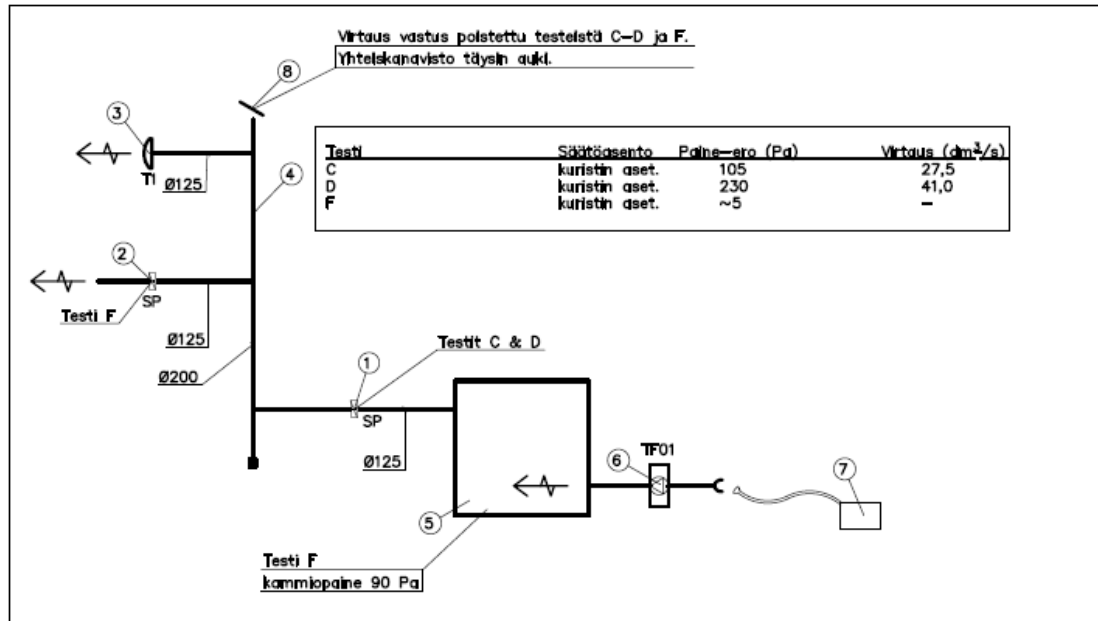 Virtaus vastus poistettu testeistä C–D ja F.
Yhteiskanavisto täysin auki.
8
3
T1
Ø125
4
Testi Säätöasento Paine-ero (Pa) Virtaus (dm³/s)
C kuristin aset. 105 27,5
D kuristin aset. 230 41,0
F kuristin aset. ~5 –
2
SP
Testi F
Ø125
Ø200
Testit C & D
1
SP
Ø125
TF01
6
7
5
Testi F
kammiopaine 90 Pa